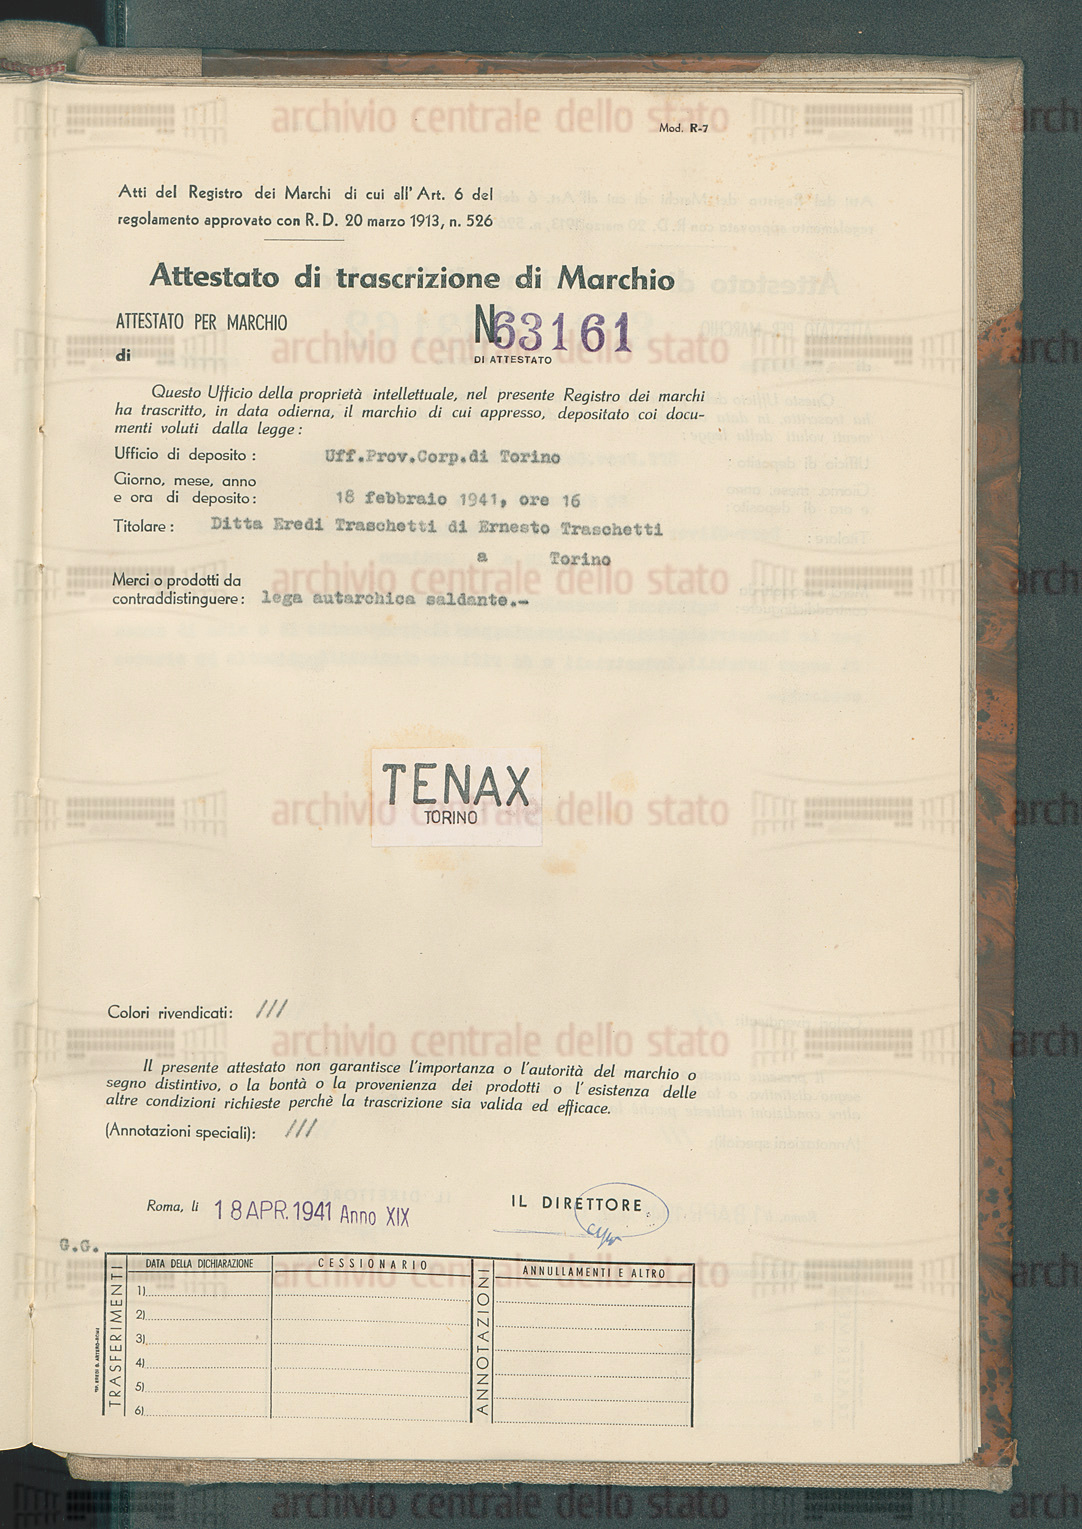 archivio centrale dello stato
Mod. R-7
Atti del Registro dei Marchi di cui all'Art. 6 del
regolamento approvato con R. D. 20 marzo 1913, n. 526
Attestato di trascrizione di Marchio
ATTESTATO PER MARCHIO
di
N. 63161
DI ATTESTATO
archivio centrale dello stato
Questo Ufficio della proprietà intellettuale, nel presente Registro dei marchi
ha trascritto, in data odierna, il marchio di cui appresso, depositato coi docu-
menti voluti dalla legge:
Ufficio di deposito: Uff.Prov.Corp.di Torino
Giorno, mese, anno
e ora di deposito: 18 febbraio 1941, ore 16
Titolare: Ditta Eredi Traschetti di Ernesto Traschetti
a Torino
Merci o prodotti da
contraddistinguere: lega autarchica saldante.-
archivio centrale dello stato
TENAX
TORINO
archivio centrale dello stato
Colori rivendicati: ///
archivio centrale dello stato
Il presente attestato non garantisce l'importanza o l'autorità del marchio o
segno distintivo, o la bontà o la provenienza dei prodotti o l'esistenza delle
altre condizioni richieste perchè la trascrizione sia valida ed efficace.
(Annotazioni speciali): ///
Roma, li 18 APR. 1941 Anno XIX
IL DIRETTORE
G.G.
TRASFERIMENTI
DATA DELLA DICHIARAZIONE
CESSIONARIO
ANNOTAZIONI
ANNULLAMENTI E ALTRO
1)
2)
3)
4)
5)
6)
archivio centrale dello stato
archivio centrale dello stato